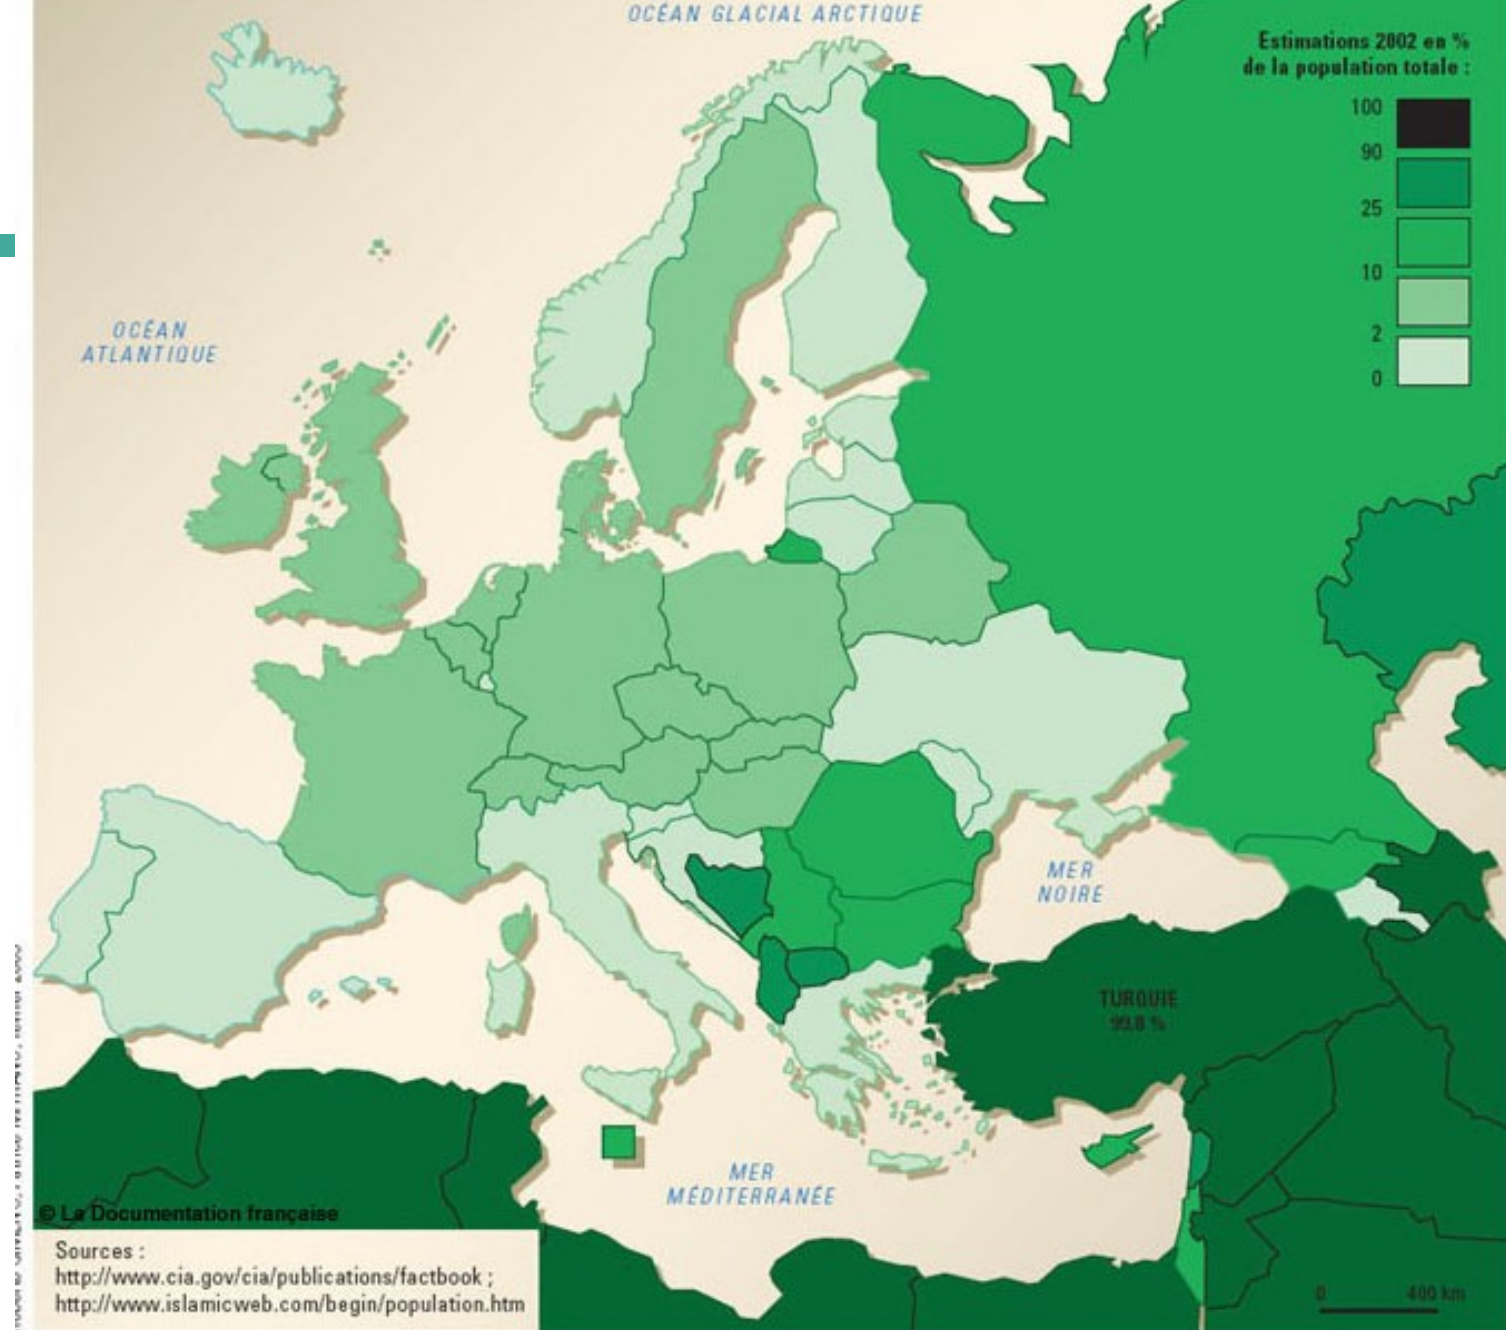 OCÉAN GLACIAL ARCTIQUE
Estimations 2002 en %
de la population totale :
100
90
25
10
2
0
OCÉAN
ATLANTIQUE
MER
NOIRE
TURQUIE
99,8 %
MER
MÉDITERRANÉE
© La Documentation française
Sources :
http://www.cia.gov/cia/publications/factbook ;
http://www.islamicweb.com/begin/population.htm
0 400 km